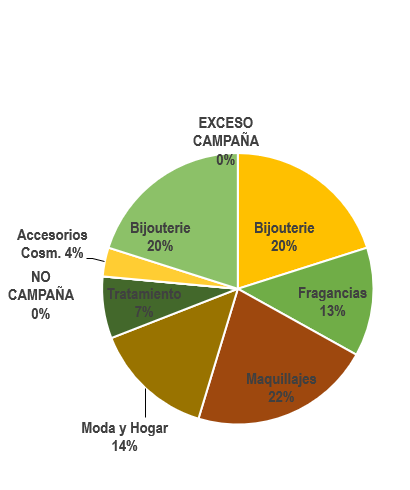 EXCESO
CAMPAÑA
0%
Bijouterie
20%
Bijouterie
20%
Accesorios
Cosm. 4%
NO
CAMPAÑA
0%
Tratamiento
7%
Fragancias
13%
Maquillajes
22%
Moda y Hogar
14%